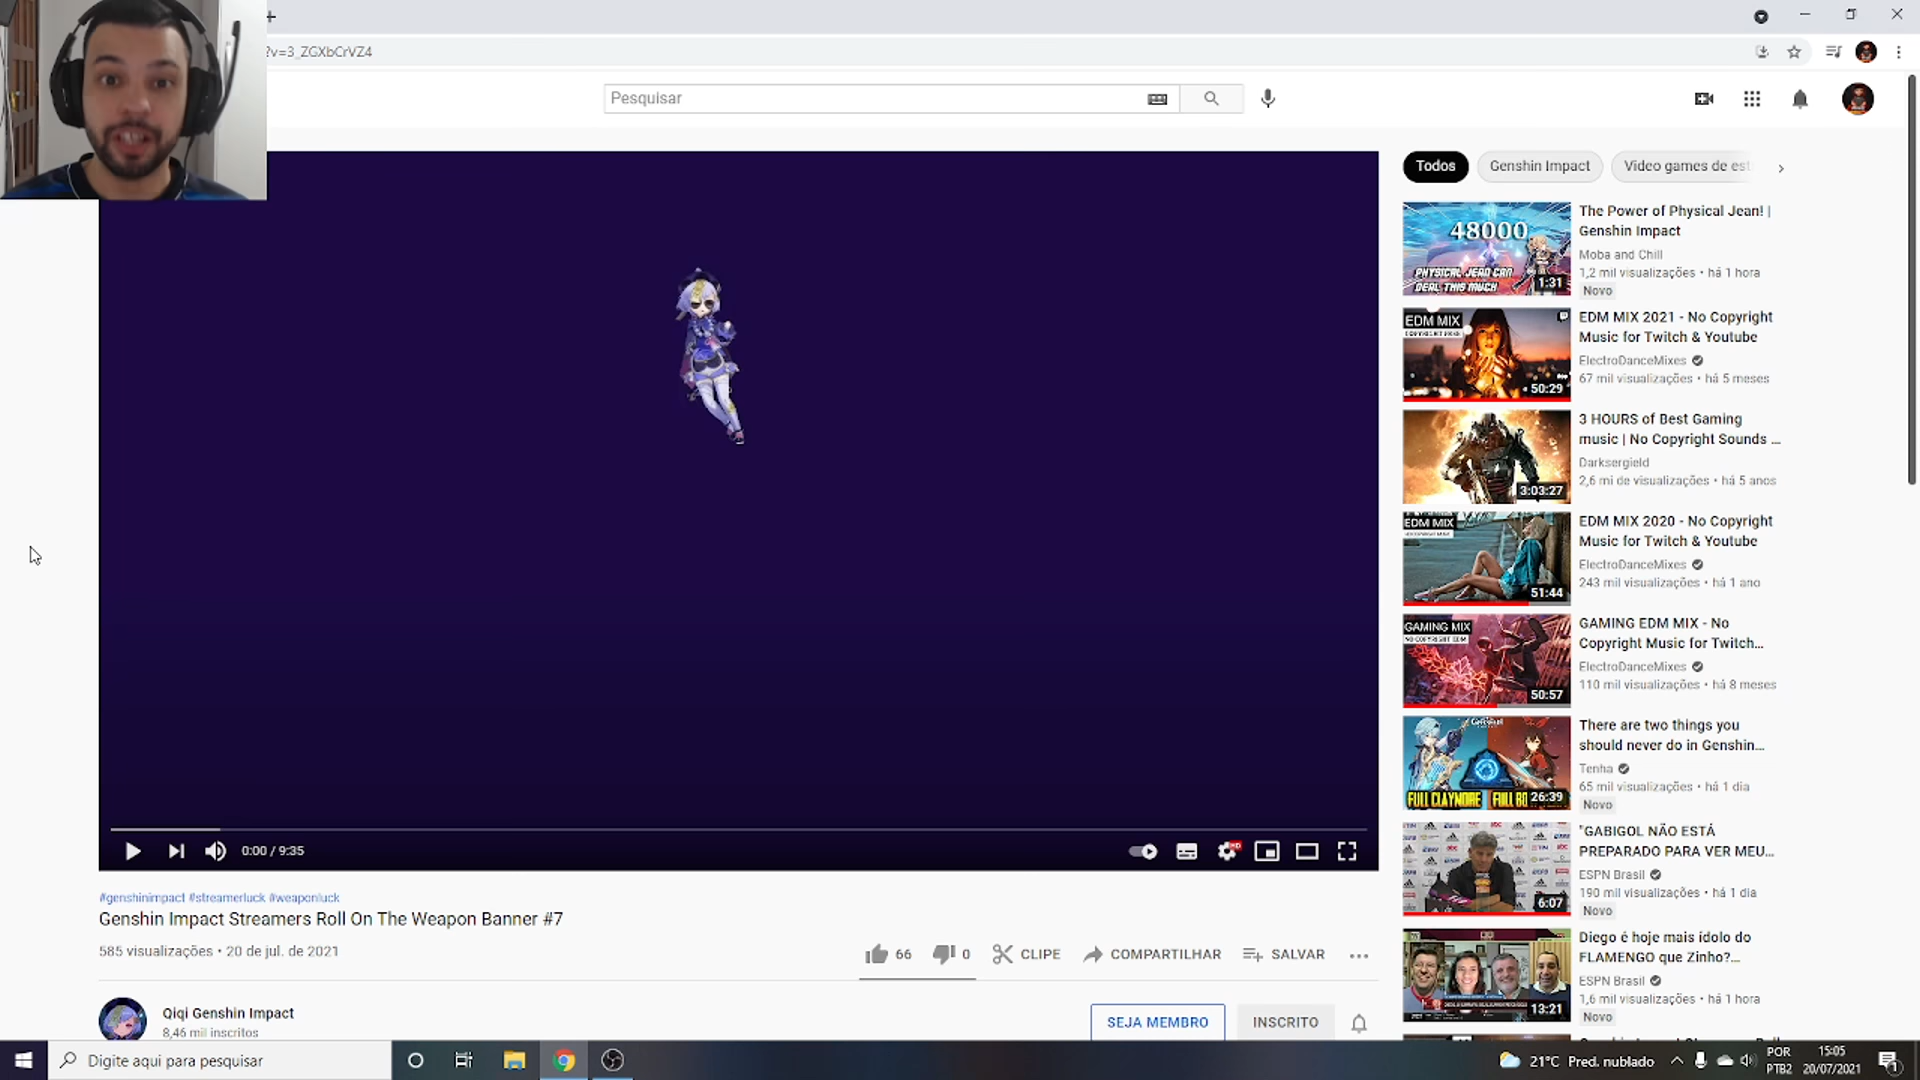 ?v=3_ZGXbCrVZ4
Pesquisar
Todos
Genshin Impact
Video games de est
48000
PHYSICAL JEAN CAN
DEAL THIS MUCH
1:31
The Power of Physical Jean! |
Genshin Impact
Moba and Chill
1,2 mil visualizações • há 1 hora
Novo
EDM MIX
50:29
EDM MIX 2021 - No Copyright
Music for Twitch & Youtube
ElectroDanceMixes
67 mil visualizações • há 5 meses
3:03:27
3 HOURS of Best Gaming
music | No Copyright Sounds ...
Darksergield
2,6 mi de visualizações • há 5 anos
EDM MIX
51:44
EDM MIX 2020 - No Copyright
Music for Twitch & Youtube
ElectroDanceMixes
243 mil visualizações • há 1 ano
GAMING MIX
NO COPYRIGHT EDM
50:57
GAMING EDM MIX - No
Copyright Music for Twitch...
ElectroDanceMixes
110 mil visualizações • há 8 meses
FULL CLAYMORE
FULL BO
26:39
There are two things you
should never do in Genshin...
Tenha
65 mil visualizações • há 1 dia
Novo
6:07
"GABIGOL NÃO ESTÁ
PREPARADO PARA VER MEU...
ESPN Brasil
190 mil visualizações • há 1 dia
Novo
13:21
Diego é hoje mais ídolo do
FLAMENGO que Zinho?...
ESPN Brasil
1,6 mil visualizações • há 1 hora
Novo
0:00 / 9:35
HD
#genshinimpact #streamerluck #weaponluck
Genshin Impact Streamers Roll On The Weapon Banner #7
585 visualizações • 20 de jul. de 2021
66
0
CLIPE
COMPARTILHAR
SALVAR
Qiqi Genshin Impact
8,46 mil inscritos
SEJA MEMBRO
INSCRITO
Digite aqui para pesquisar
21°C Pred. nublado
POR
PTB2
15:05
20/07/2021
1